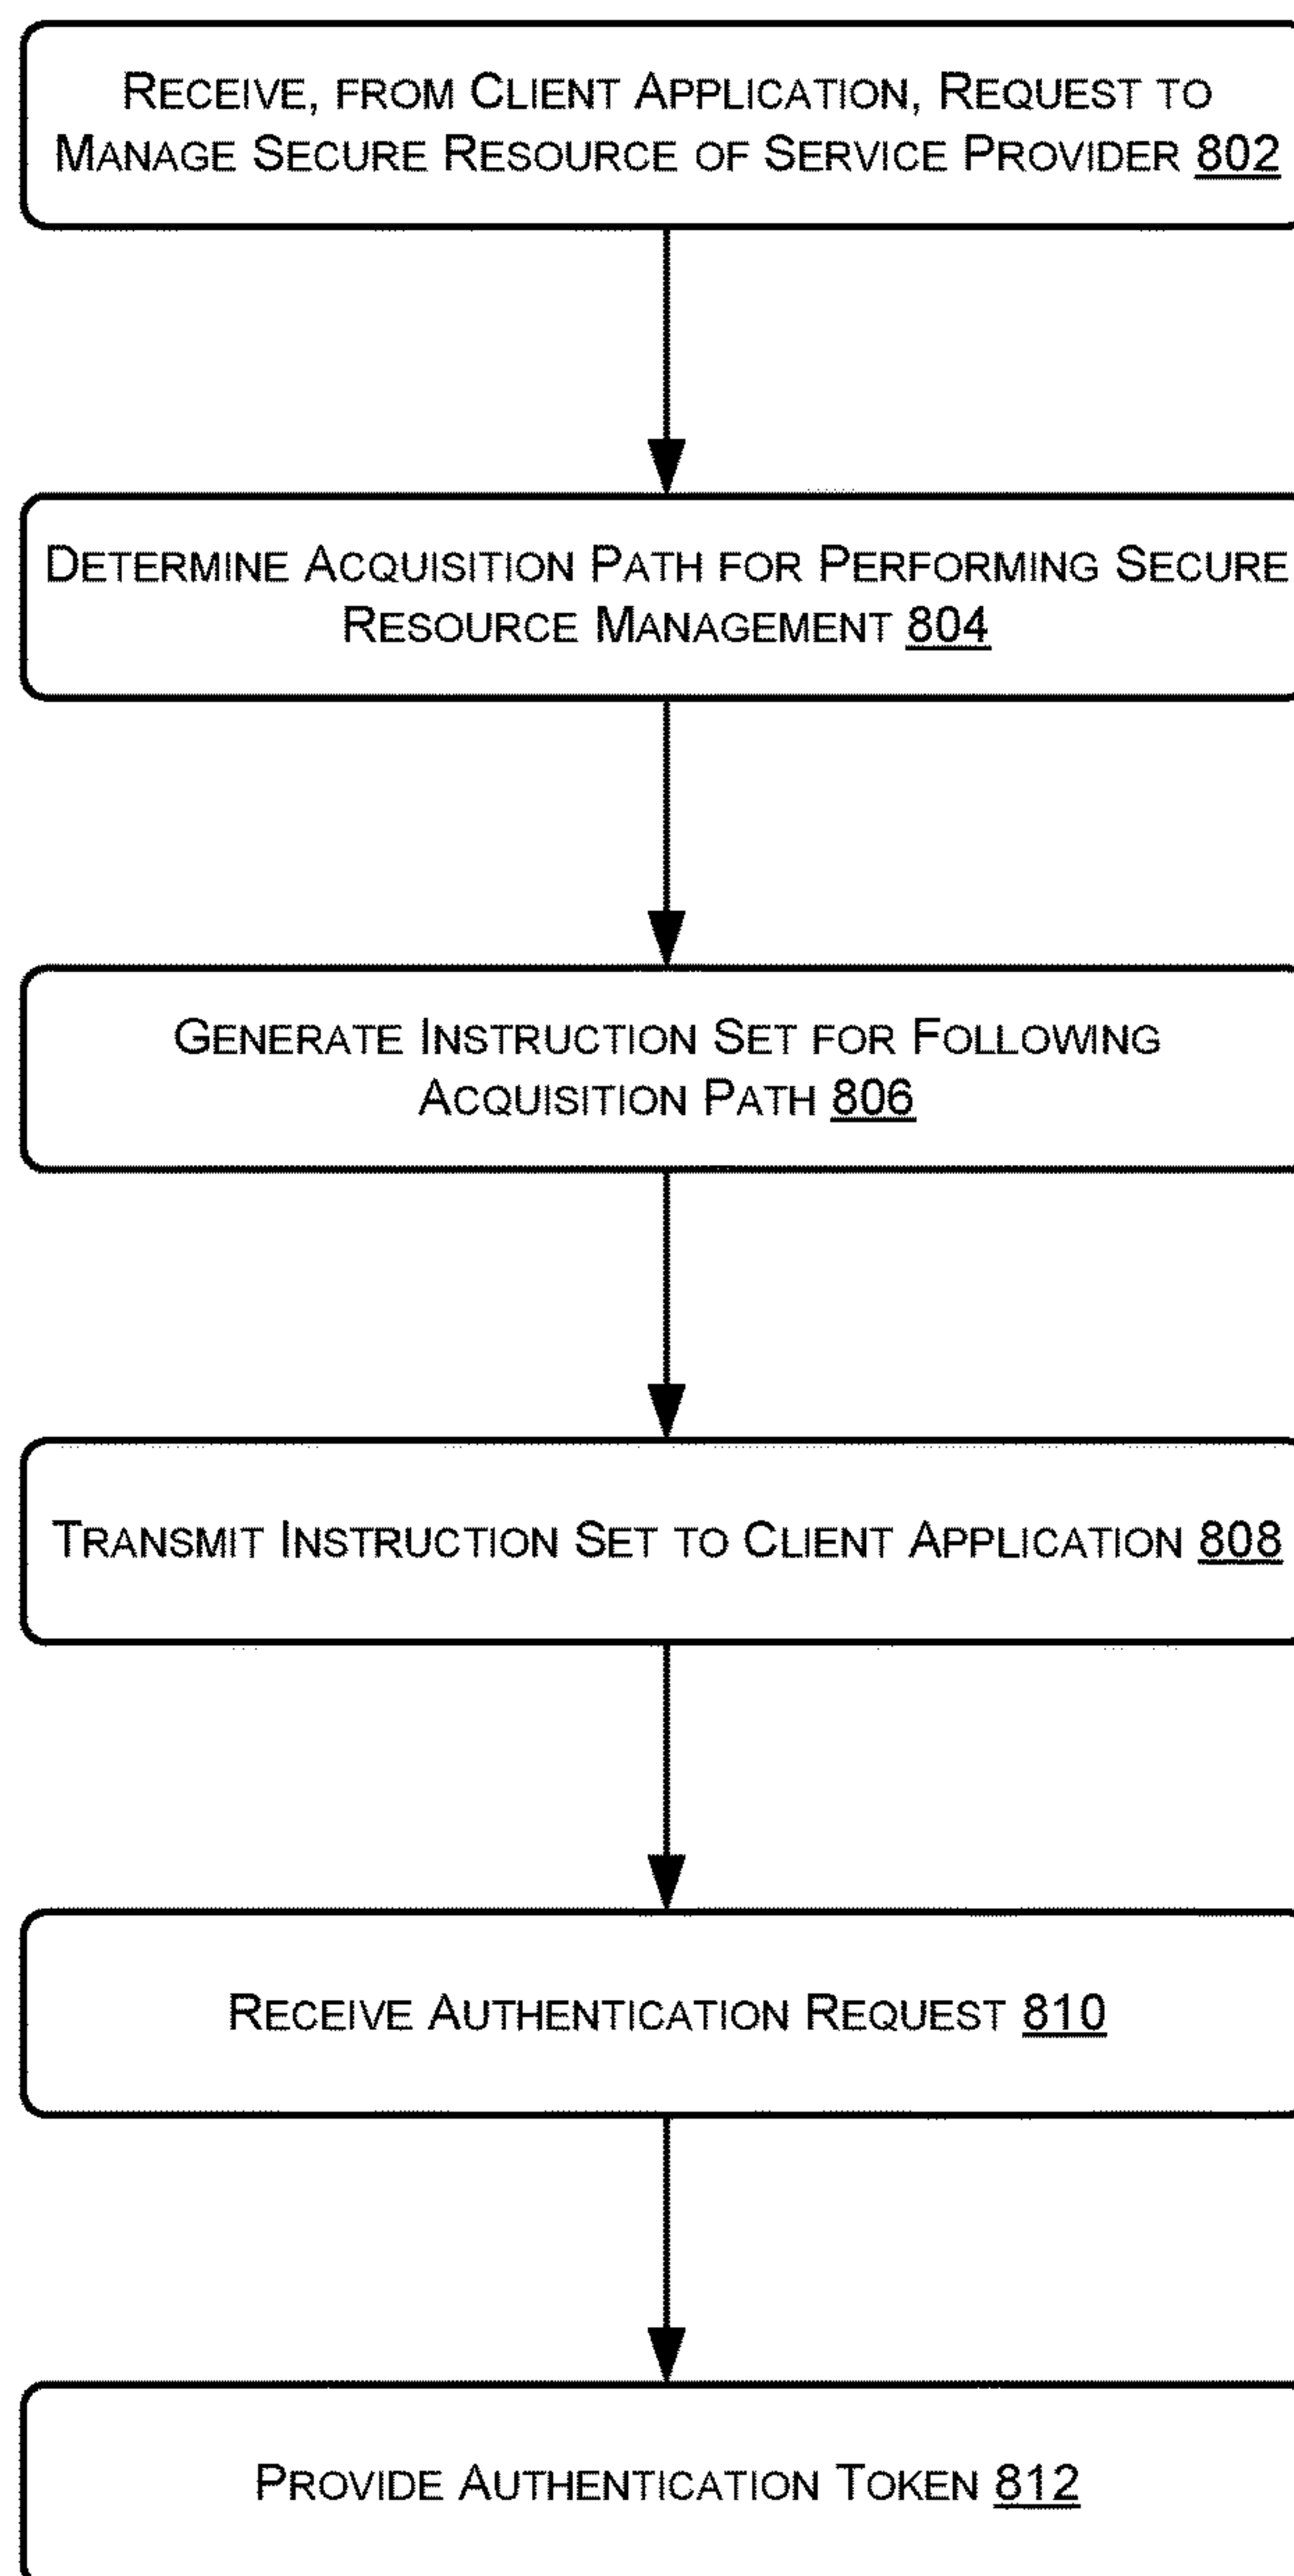 RECEIVE, FROM CLIENT APPLICATION, REQUEST TO
MANAGE SECURE RESOURCE OF SERVICE PROVIDER 802
DETERMINE ACQUISITION PATH FOR PERFORMING SECURE
RESOURCE MANAGEMENT 804
GENERATE INSTRUCTION SET FOR FOLLOWING
ACQUISITION PATH 806
TRANSMIT INSTRUCTION SET TO CLIENT APPLICATION 808
RECEIVE AUTHENTICATION REQUEST 810
PROVIDE AUTHENTICATION TOKEN 812